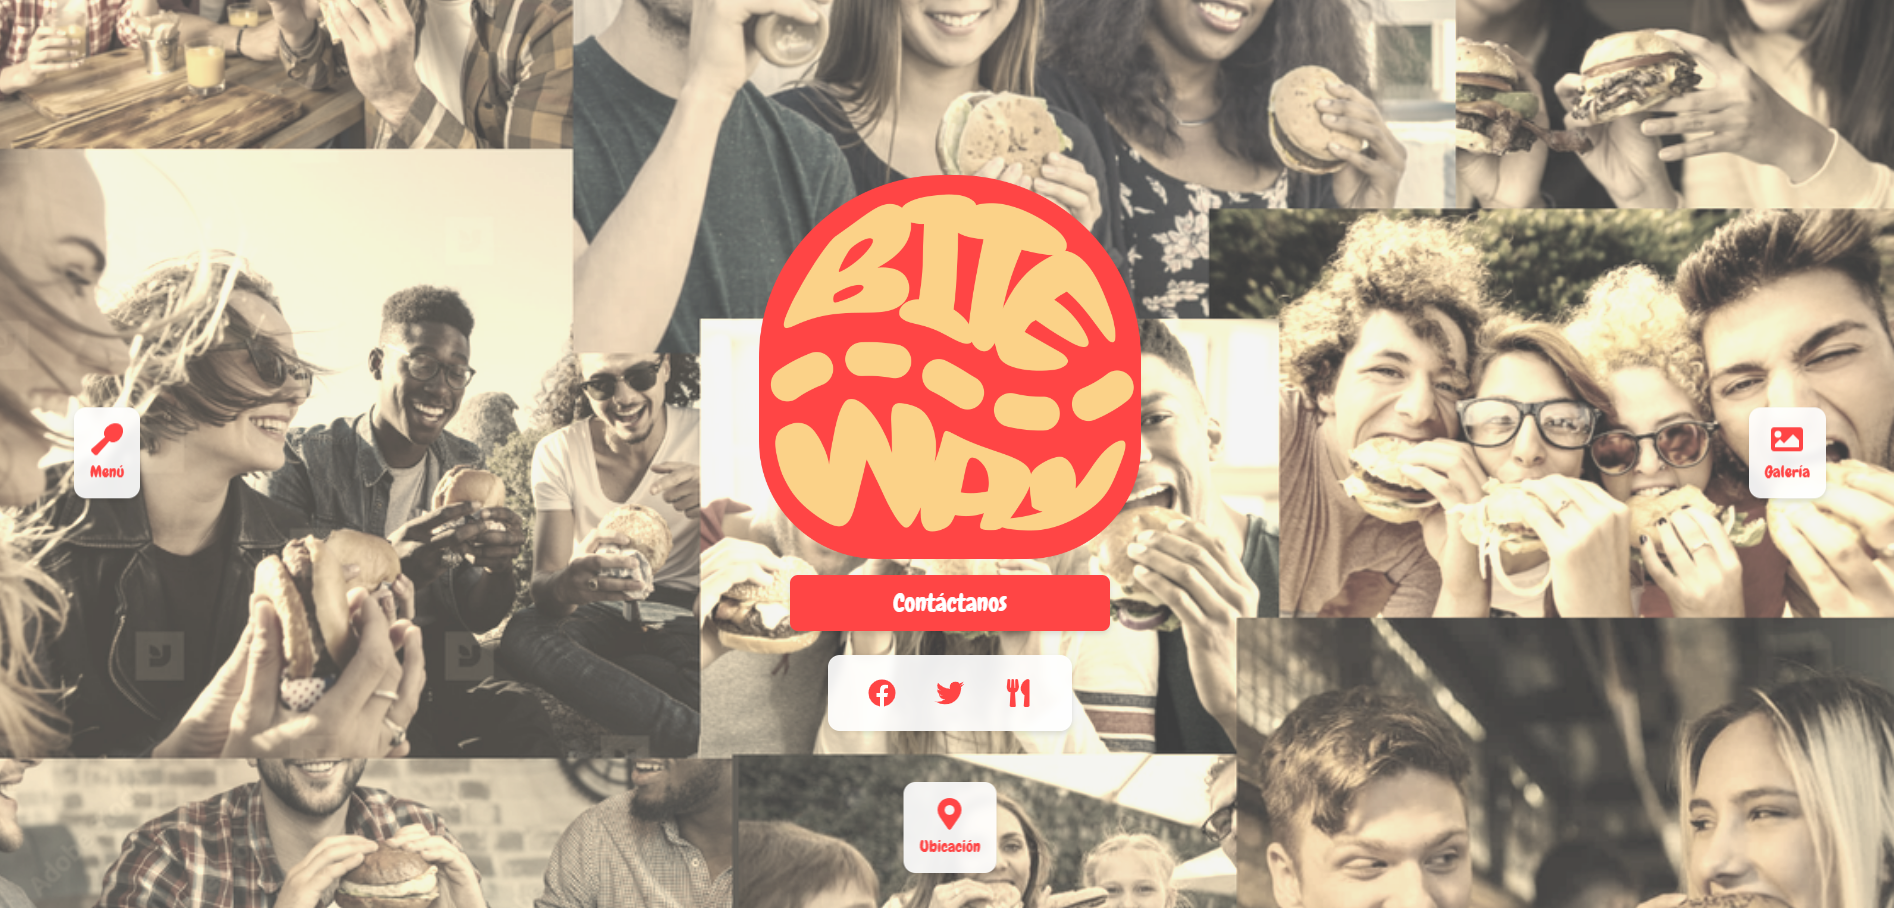 BITE
WAY
Menú
Galería
Contáctanos
Ubicación